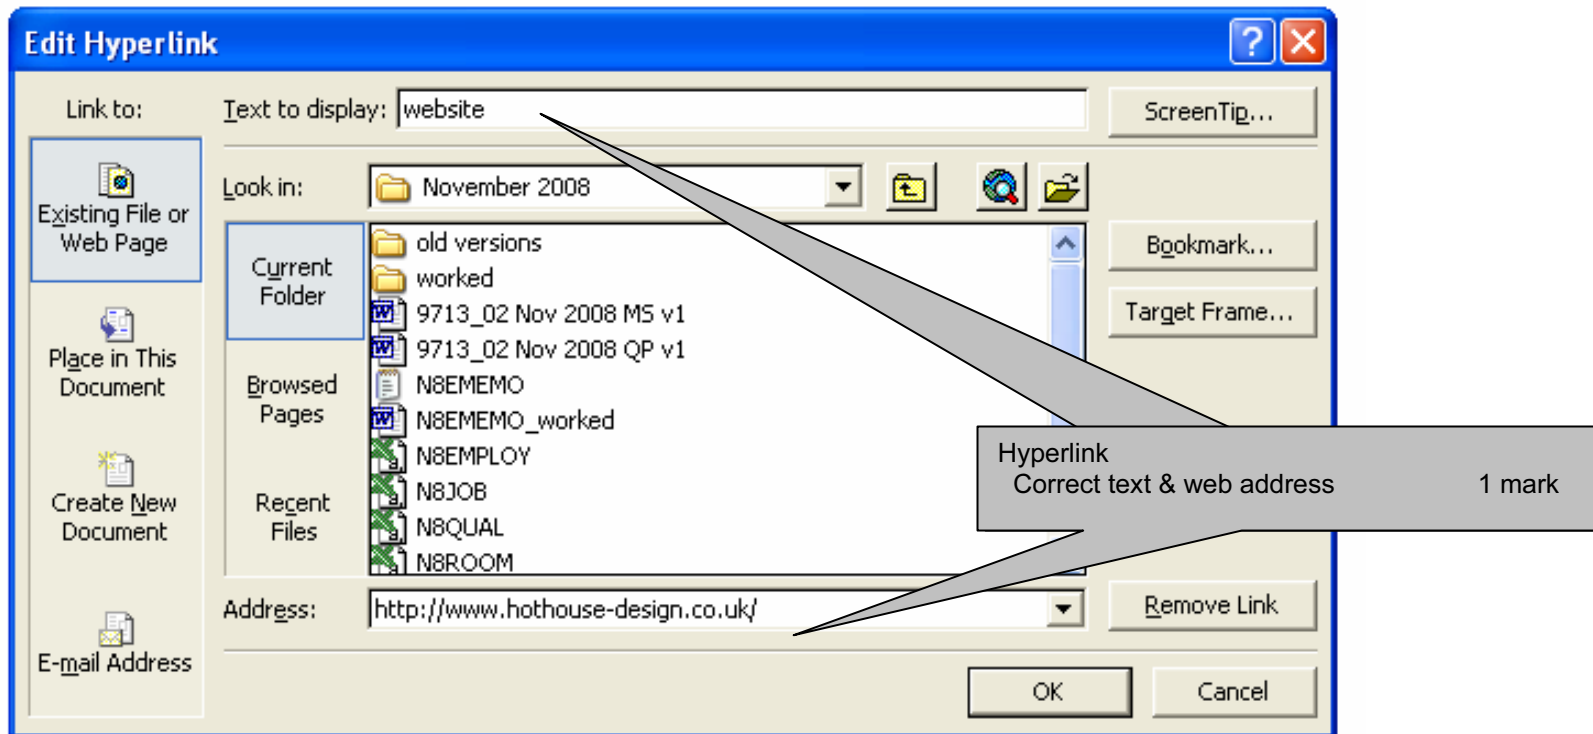 Edit Hyperlink
Link to:
Text to display: website
ScreenTip...
Existing File or
Web Page
Look in: November 2008
Current
Folder
old versions
worked
9713_02 Nov 2008 MS v1
9713_02 Nov 2008 QP v1
N8EMEMO
N8EMEMO_worked
N8EMPLOY
N8JOB
N8QUAL
N8ROOM
Bookmark...
Target Frame...
Place in This
Document
Browsed
Pages
Hyperlink
Correct text & web address 1 mark
Create New
Document
Recent
Files
Address: http://www.hothouse-design.co.uk/
Remove Link
E-mail Address
OK
Cancel